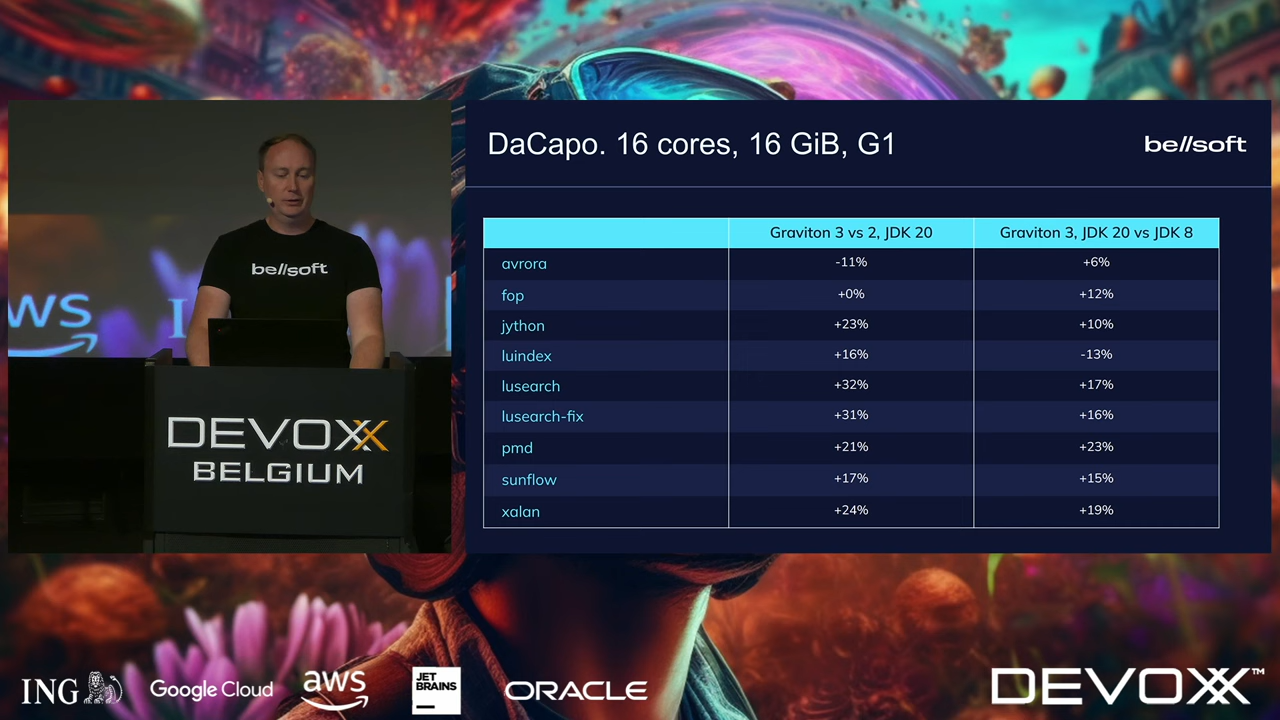 DaCapo. 16 cores, 16 GiB, G1
bellsoft
Graviton 3 vs 2, JDK 20 Graviton 3, JDK 20 vs JDK 8
avrora -11% +6%
fop +0% +12%
jython +23% +10%
luindex +16% -13%
lusearch +32% +17%
lusearch-fix +31% +16%
pmd +21% +23%
sunflow +17% +15%
xalan +24% +19%
bellsoft
ws
I
DEVOXX
BELGIUM
ING
Google Cloud
aws
JET
BRAINS
ORACLE
DEVOXX™